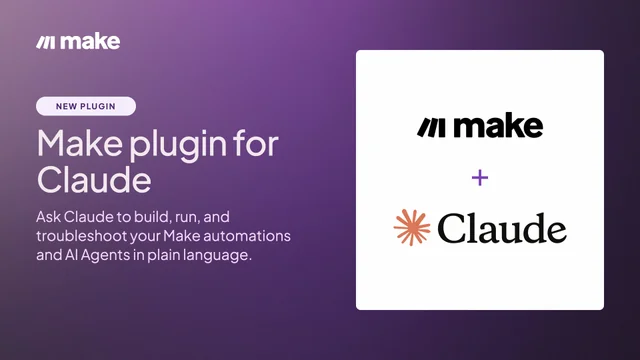 make
NEW PLUGIN
Make plugin for
Claude
Ask Claude to build, run, and
troubleshoot your Make automations
and AI Agents in plain language.
make
+
Claude